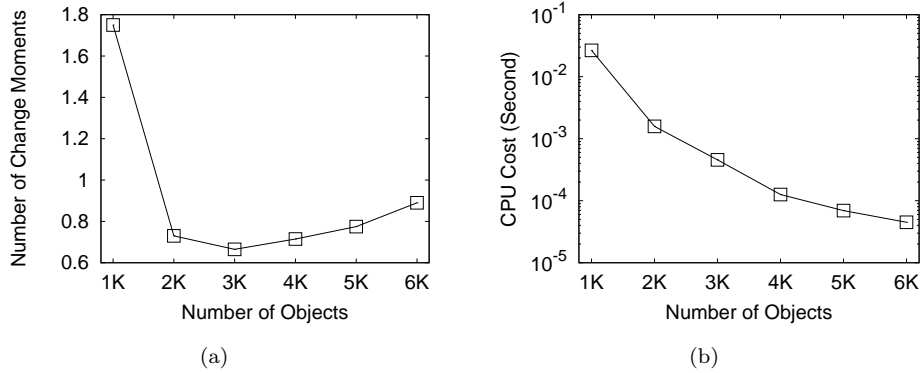 Number of Change Moments
1.8
1.6
1.4
1.2
1
0.8
0.6
1K 2K 3K 4K 5K 6K
Number of Objects
(a)
CPU Cost (Second)
10^-1
10^-2
10^-3
10^-4
10^-5
1K 2K 3K 4K 5K 6K
Number of Objects
(b)